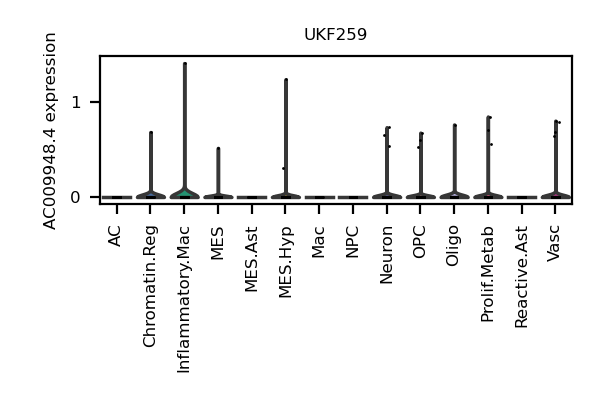 UKF259
AC009948.4 expression
1
0
AC
Chromatin.Reg
Inflammatory.Mac
MES
MES.Ast
MES.Hyp
Mac
NPC
Neuron
OPC
Oligo
Prolif.Metab
Reactive.Ast
Vasc